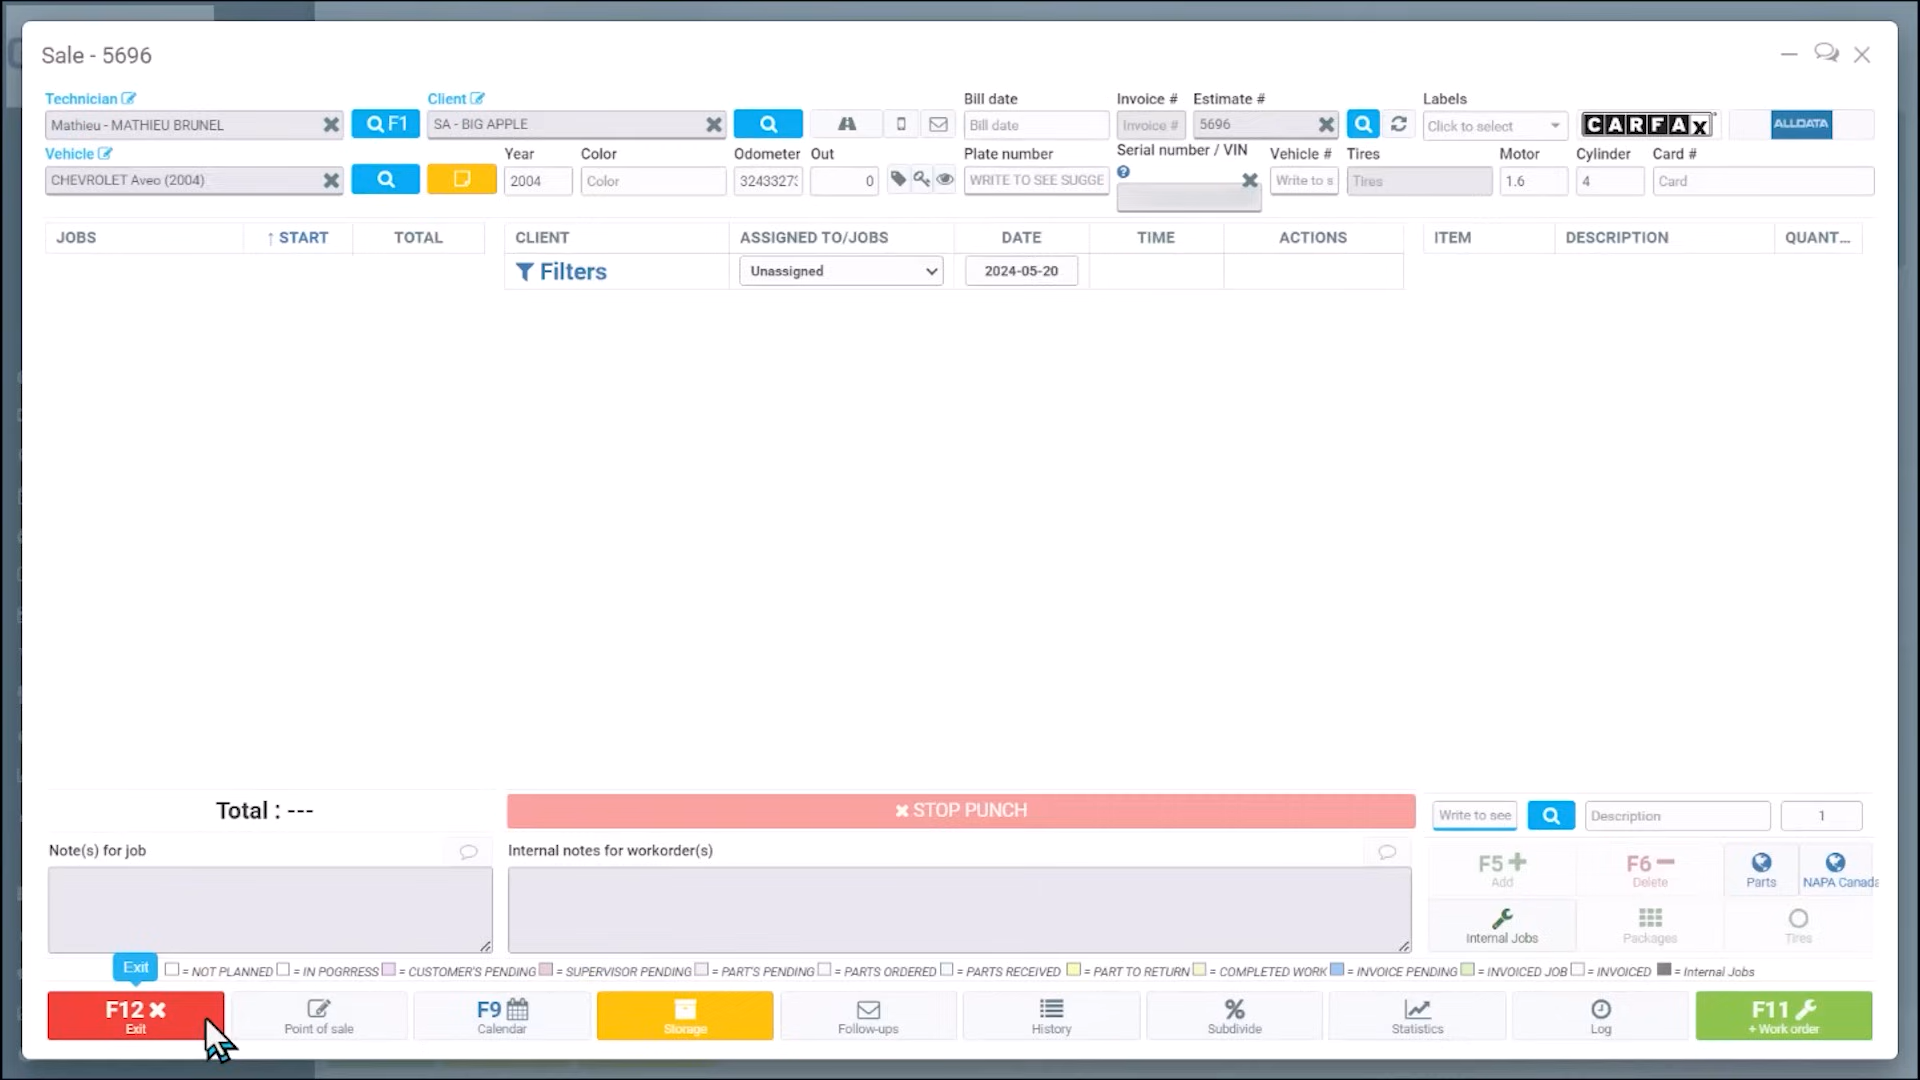 Sale - 5696
Technician Client Bill date Invoice # Estimate # Labels
Mathieu - MATHIEU BRUNEL F1 SA - BIG APPLE Bill date Invoice # 5696 Click to select CARFAX ALLDATA
Vehicle Year Color Odometer Out Plate number Serial number / VIN Vehicle # Tires Motor Cylinder Card #
CHEVROLET Aveo (2004) 2004 Color 32433273 0 WRITE TO SEE SUGGE Write to s Tires 1.6 4 Card
JOBS ↑ START TOTAL CLIENT ASSIGNED TO/JOBS DATE TIME ACTIONS ITEM DESCRIPTION QUANT...
Filters Unassigned 2024-05-20
Total : --- STOP PUNCH Write to see Description 1
Note(s) for job Internal notes for workorder(s)
F5 Add F6 Delete Parts NAPA Canada
Internal Jobs Packages Tires
Exit = NOT PLANNED = IN POGRRESS = CUSTOMER'S PENDING = SUPERVISOR PENDING = PART'S PENDING = PARTS ORDERED = PARTS RECEIVED = PART TO RETURN = COMPLETED WORK = INVOICE PENDING = INVOICED JOB = INVOICED = Internal Jobs
F12 Exit Point of sale F9 Calendar Storage Follow-ups History Subdivide Statistics Log F11 + Work order